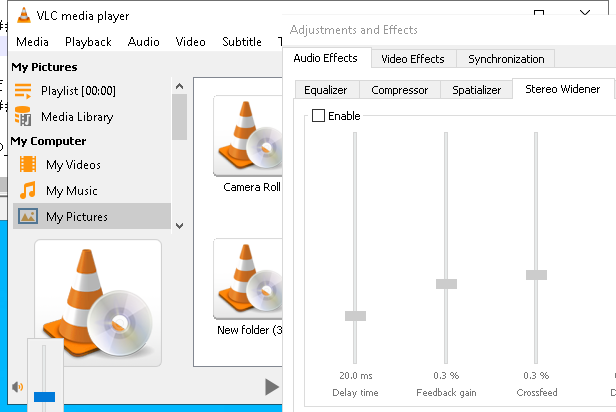 VLC media player
Media Playback Audio Video Subtitle
My Pictures
Playlist [00:00]
Media Library
My Computer
My Videos
My Music
My Pictures
Camera Roll
New folder (3
Adjustments and Effects
Audio Effects Video Effects Synchronization
Equalizer Compressor Spatializer Stereo Widener
Enable
20.0 ms 0.3 % 0.3 %
Delay time Feedback gain Crossfeed